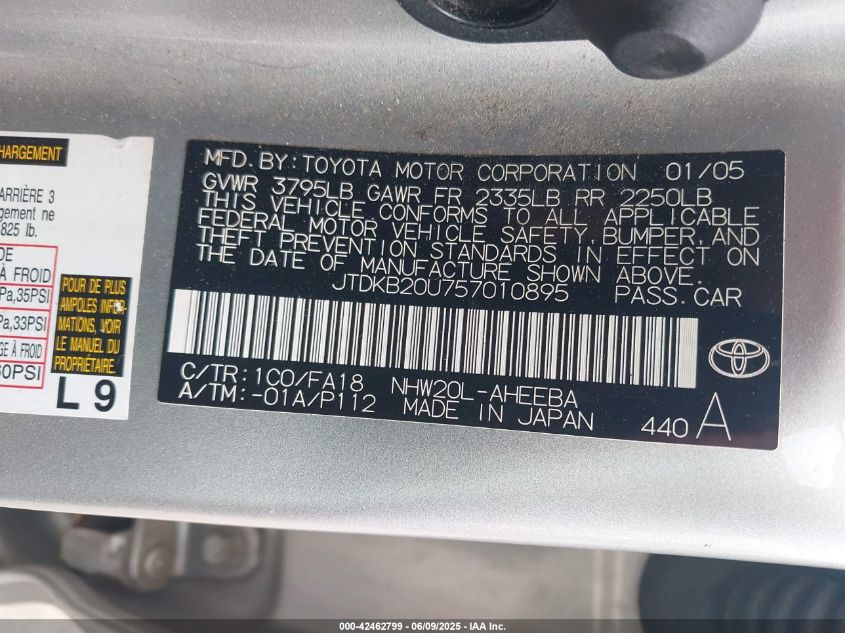 HARGEMENT
ARRIÈRE 3
gement ne
825 lb.
DE
À FROID
Pa,35PSI
Pa,33PSI
GE À FROID
60PSI
POUR DE PLUS
AMPLES INFOR-
MATIONS, VOIR
LE MANUEL DU
PROPRIÉTAIRE.
L 9
MFD. BY: TOYOTA MOTOR CORPORATION 01/05
GVWR 3795LB GAWR FR 2335LB RR 2250LB
THIS VEHICLE CONFORMS TO ALL APPLICABLE
FEDERAL MOTOR VEHICLE SAFETY, BUMPER, AND
THEFT PREVENTION STANDARDS IN EFFECT ON
THE DATE OF MANUFACTURE SHOWN ABOVE.
JTDKB20U757010895 PASS. CAR
C/TR: 1C0/FA18 NHW20L-AHEEBA
A/TM: -01A/P112 MADE IN JAPAN 440 A
000-42462799 - 06/09/2025 - IAA Inc.